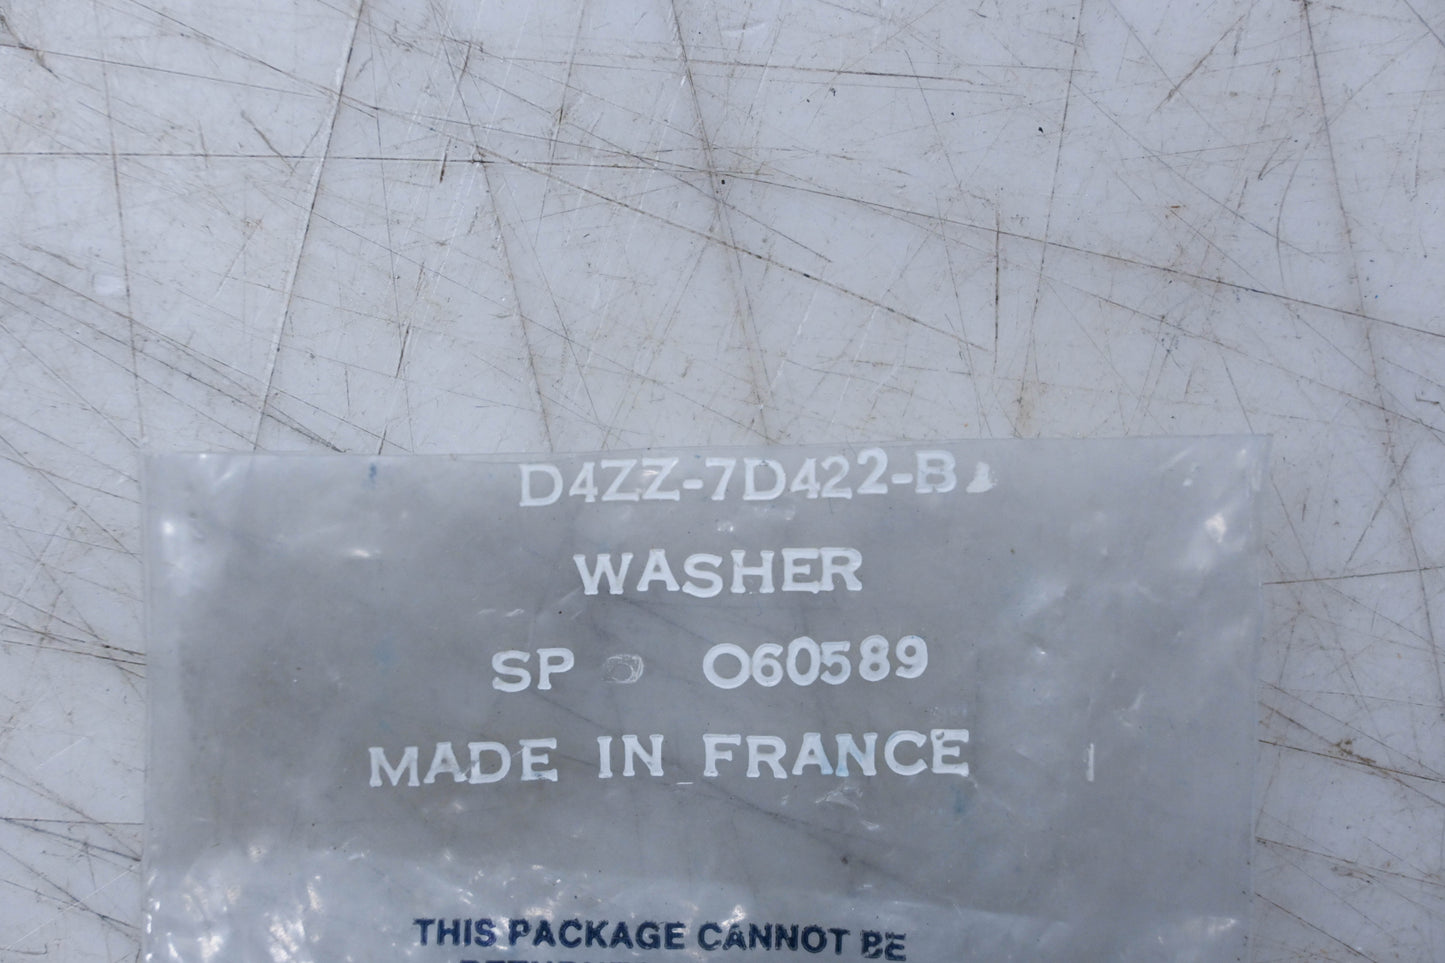 D4ZZ-7D422-B
WASHER
SP 060589
MADE IN FRANCE
THIS PACKAGE CANNOT BE